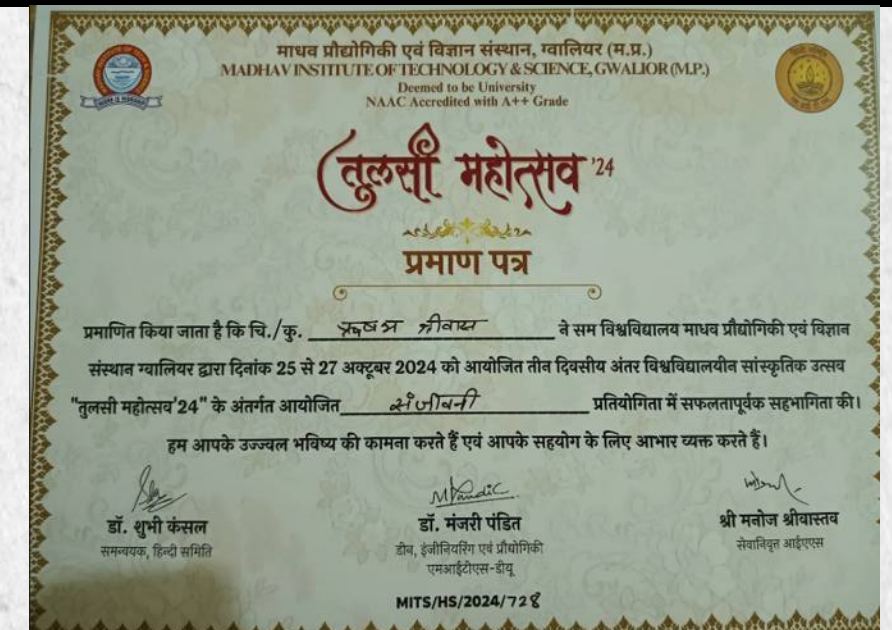 माधव प्रौद्योगिकी एवं विज्ञान संस्थान, ग्वालियर (म.प्र.)
MADHAV INSTITUTE OF TECHNOLOGY & SCIENCE, GWALIOR (M.P.)
Deemed to be University
NAAC Accredited with A++ Grade
तुलसी महोत्सव '24
प्रमाण पत्र
प्रमाणित किया जाता है कि चि./कु. श्रीवास ने सम विश्वविद्यालय माधव प्रौद्योगिकी एवं विज्ञान
संस्थान ग्वालियर द्वारा दिनांक 25 से 27 अक्टूबर 2024 को आयोजित तीन दिवसीय अंतर विश्वविद्यालयीन सांस्कृतिक उत्सव
"तुलसी महोत्सव'24" के अंतर्गत आयोजित संजीवनी प्रतियोगिता में सफलतापूर्वक सहभागिता की।
हम आपके उज्ज्वल भविष्य की कामना करते हैं एवं आपके सहयोग के लिए आभार व्यक्त करते हैं।
डॉ. शुभी कंसल
समन्वयक, हिन्दी समिति
MPandit
डॉ. मंजरी पंडित
डीन, इंजीनियरिंग एवं प्रौद्योगिकी
एमआईटीएस-डीयू
श्री मनोज श्रीवास्तव
सेवानिवृत्त आईएएस
MITS/HS/2024/728